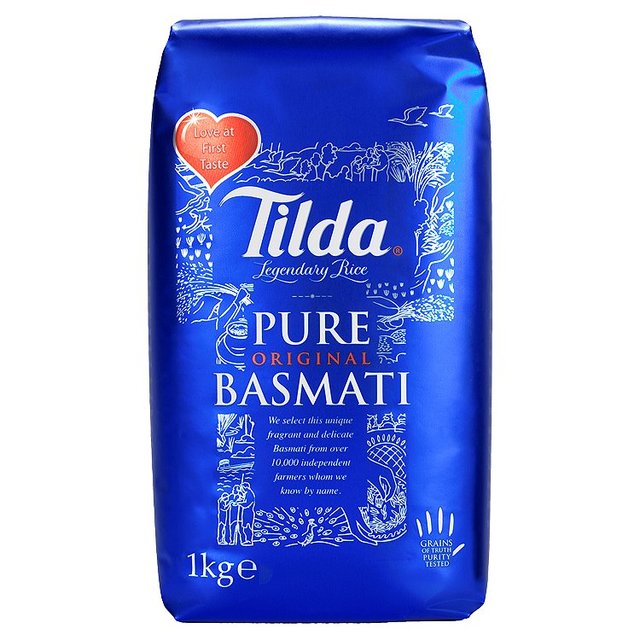 Love at
First
Taste
Tilda®
Legendary Rice
PURE
ORIGINAL
BASMATI
We select this unique
fragrant and delicate
Basmati from over
10,000 independent
farmers whom we
know by name.
1kg℮
GRAINS
OF TRUTH
PURITY
TESTED